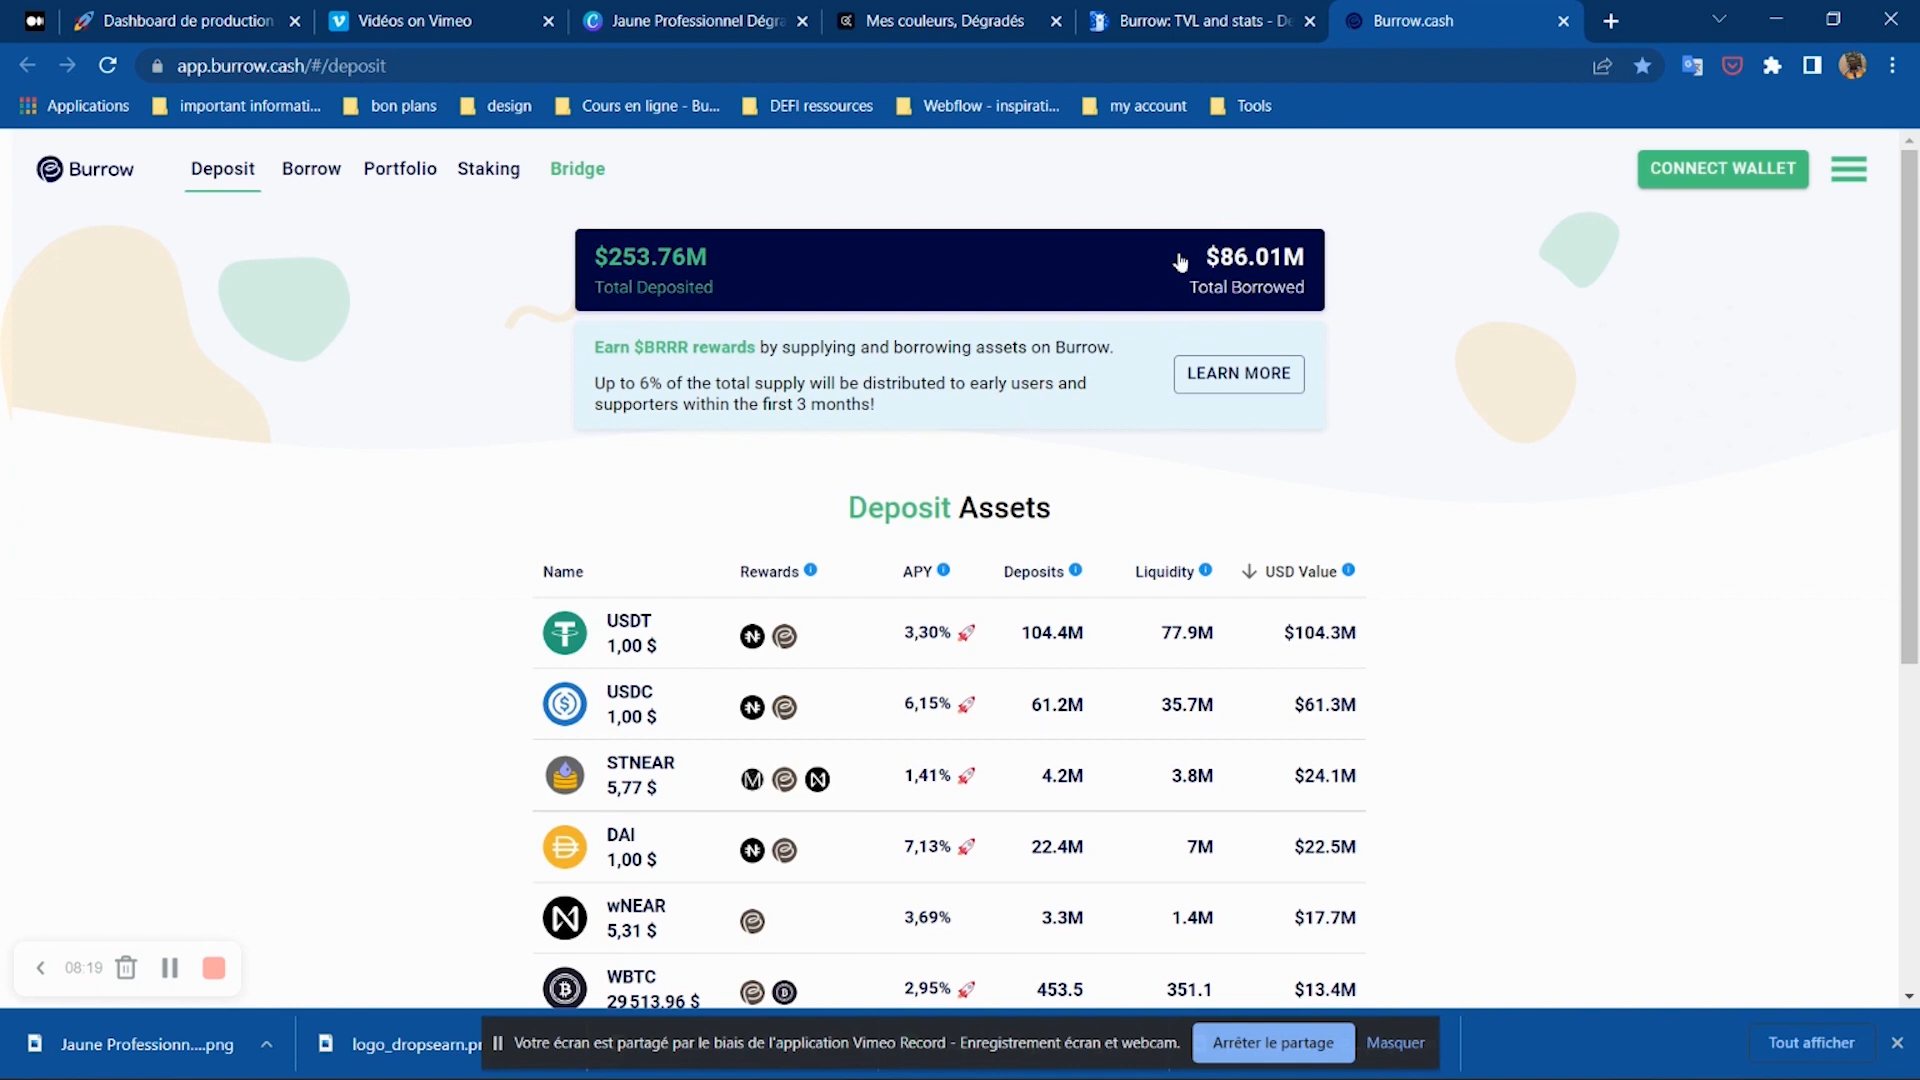 Dashboard de production
Vidéos on Vimeo
Jaune Professionnel Dégra
Mes couleurs, Dégradés
Burrow: TVL and stats - De
Burrow.cash
app.burrow.cash/#/deposit
Applications
important informati...
bon plans
design
Cours en ligne - Bu...
DEFI ressources
Webflow - inspirati...
my account
Tools
Burrow
Deposit
Borrow
Portfolio
Staking
Bridge
CONNECT WALLET
$253.76M
Total Deposited
$86.01M
Total Borrowed
Earn $BRRR rewards by supplying and borrowing assets on Burrow.
Up to 6% of the total supply will be distributed to early users and
supporters within the first 3 months!
LEARN MORE
Deposit Assets
Name Rewards APY Deposits Liquidity USD Value
USDT
1,00 $
3,30% 104.4M 77.9M $104.3M
USDC
1,00 $
6,15% 61.2M 35.7M $61.3M
STNEAR
5,77 $
1,41% 4.2M 3.8M $24.1M
DAI
1,00 $
7,13% 22.4M 7M $22.5M
wNEAR
5,31 $
3,69% 3.3M 1.4M $17.7M
WBTC
29 513,96 $
2,95% 453.5 351.1 $13.4M
08:19
Jaune Professionn....png
logo_dropsearn.pn
Votre écran est partagé par le biais de l'application Vimeo Record - Enregistrement écran et webcam.
Arrêter le partage
Masquer
Tout afficher